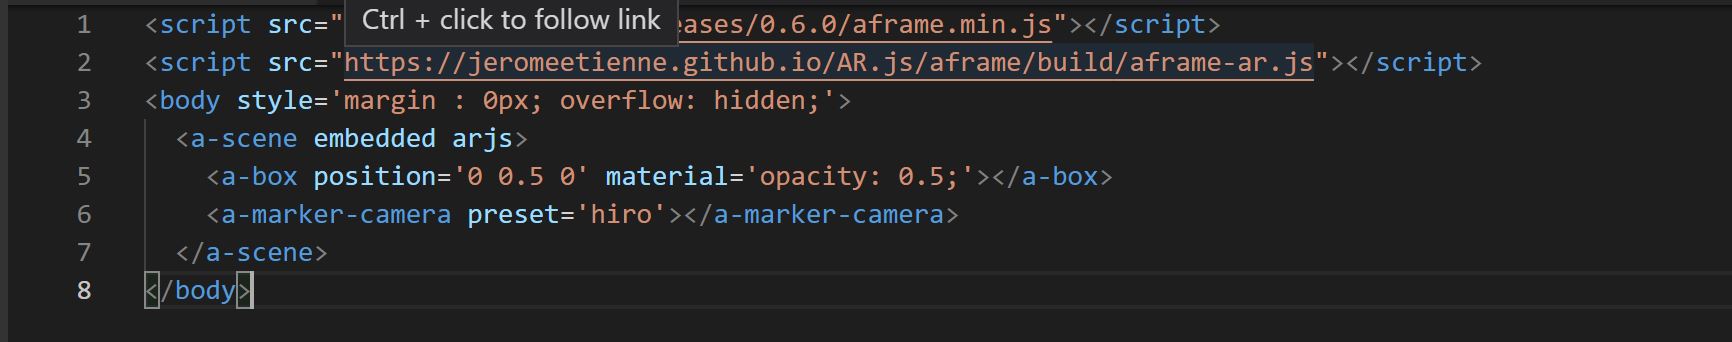 1 <script src="eases/0.6.0/aframe.min.js"></script>
Ctrl + click to follow link
2 <script src="https://jeromeetienne.github.io/AR.js/aframe/build/aframe-ar.js"></script>
3 <body style='margin : 0px; overflow: hidden;'>
4 <a-scene embedded arjs>
5 <a-box position='0 0.5 0' material='opacity: 0.5;'></a-box>
6 <a-marker-camera preset='hiro'></a-marker-camera>
7 </a-scene>
8 </body>